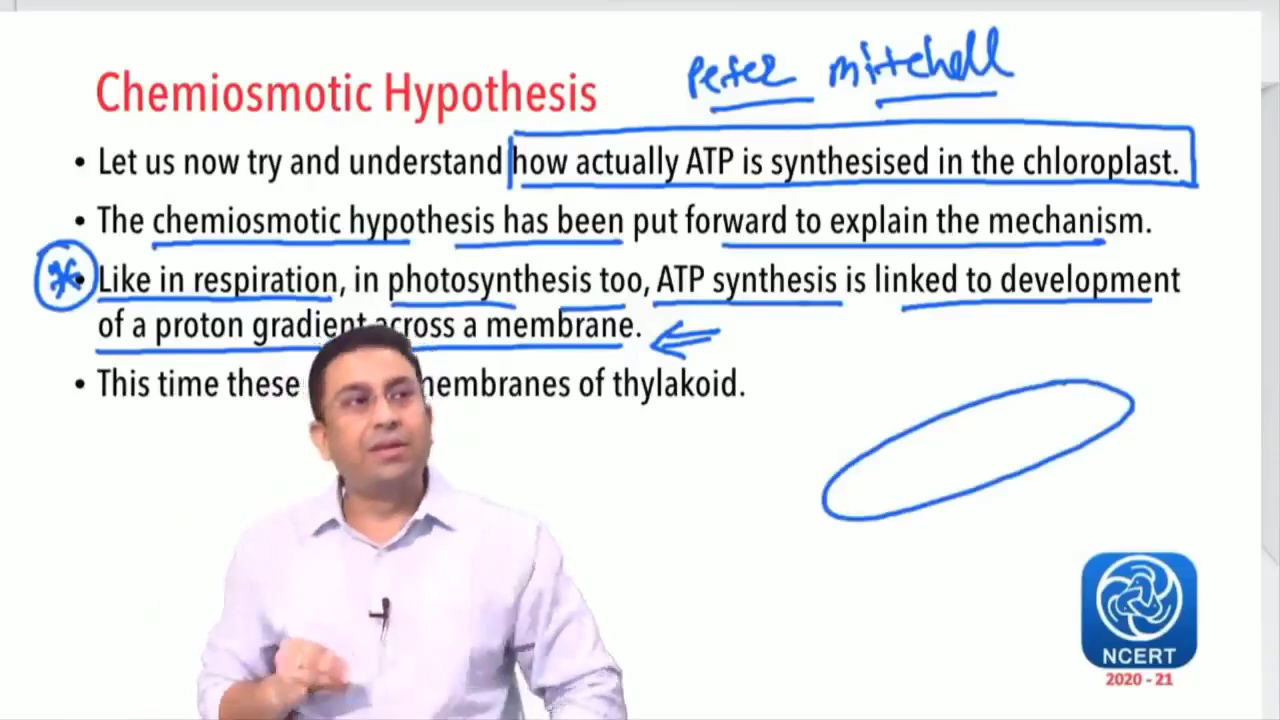 Peter Mitchell
Chemiosmotic Hypothesis
• Let us now try and understand how actually ATP is synthesised in the chloroplast.
• The chemiosmotic hypothesis has been put forward to explain the mechanism.
• Like in respiration, in photosynthesis too, ATP synthesis is linked to development
of a proton gradient across a membrane.
• This time these membranes of thylakoid.
NCERT
2020 - 21